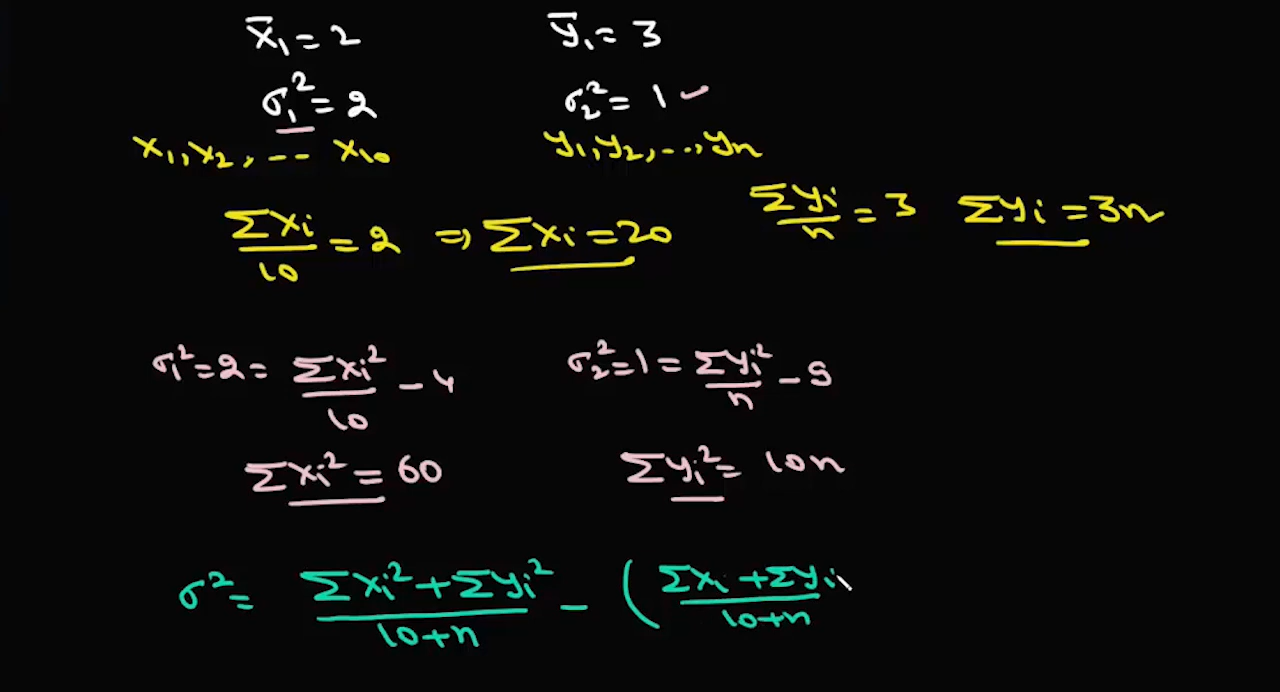 x̄₁ = 2    ȳ₁ = 3
σ₁² = 2    σ₂² = 1 ✓
x₁, x₂, --- x₁₀    y₁, y₂, ..., yₙ
Σxᵢ/10 = 2 ⇒ Σxᵢ = 20    Σyᵢ/n = 3    Σyᵢ = 3n
σ₁² = 2 = Σxᵢ²/10 - 4    σ₂² = 1 = Σyᵢ²/n - 9
Σxᵢ² = 60    Σyᵢ² = 10n
σ² = (Σxᵢ² + Σyᵢ²)/(10+n) - ( (Σxᵢ + Σyᵢ)/(10+n)